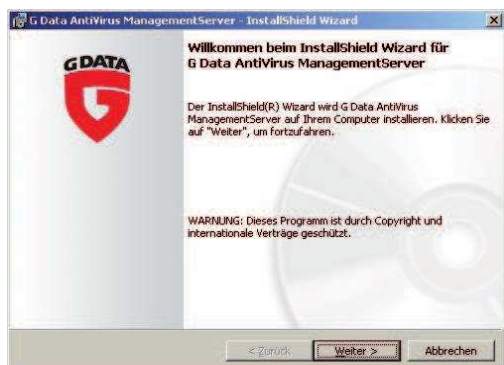 G Data AntiVirus ManagementServer - InstallShield Wizard
G DATA
Willkommen beim InstallShield Wizard für
G Data AntiVirus ManagementServer
Der InstallShield(R) Wizard wird G Data AntiVirus
ManagementServer auf Ihrem Computer installieren. Klicken Sie
auf "Weiter", um fortzufahren.
WARNUNG: Dieses Programm ist durch Copyright und
internationale Verträge geschützt.
< Zurück
Weiter >
Abbrechen